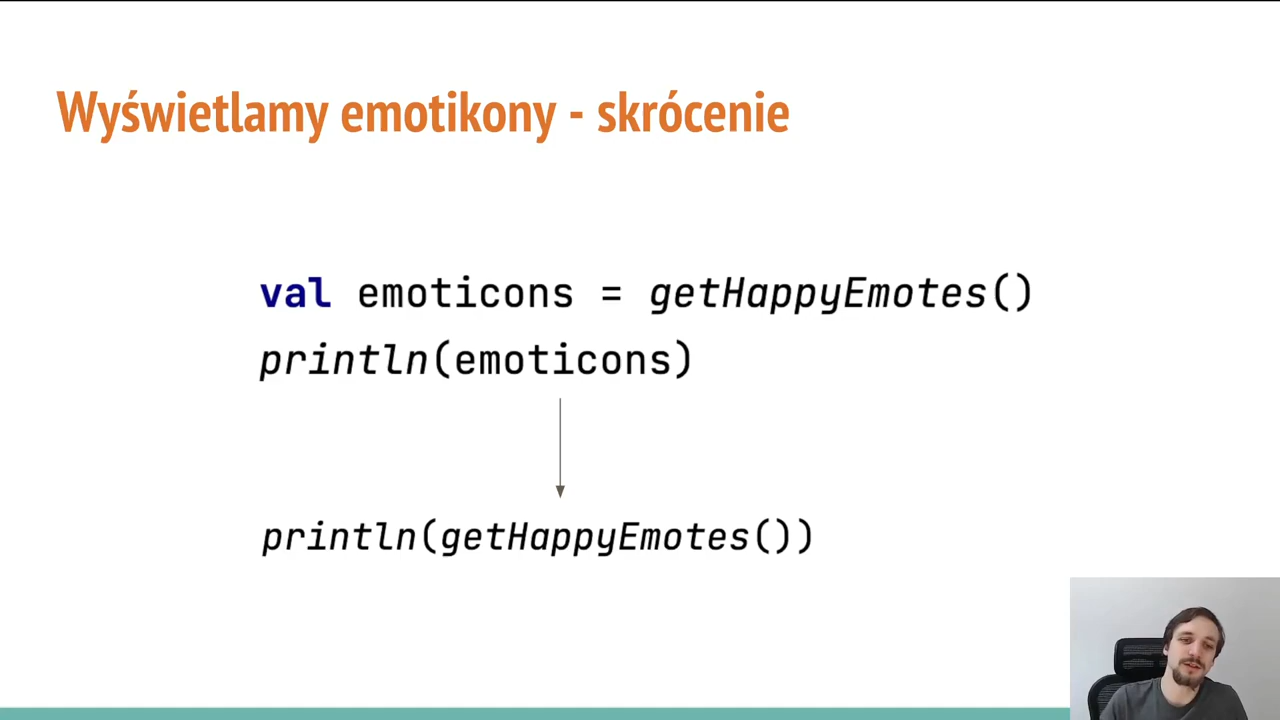 Wyświetlamy emotikony - skrócenie
val emoticons = getHappyEmotes()
println(emoticons)
println(getHappyEmotes())